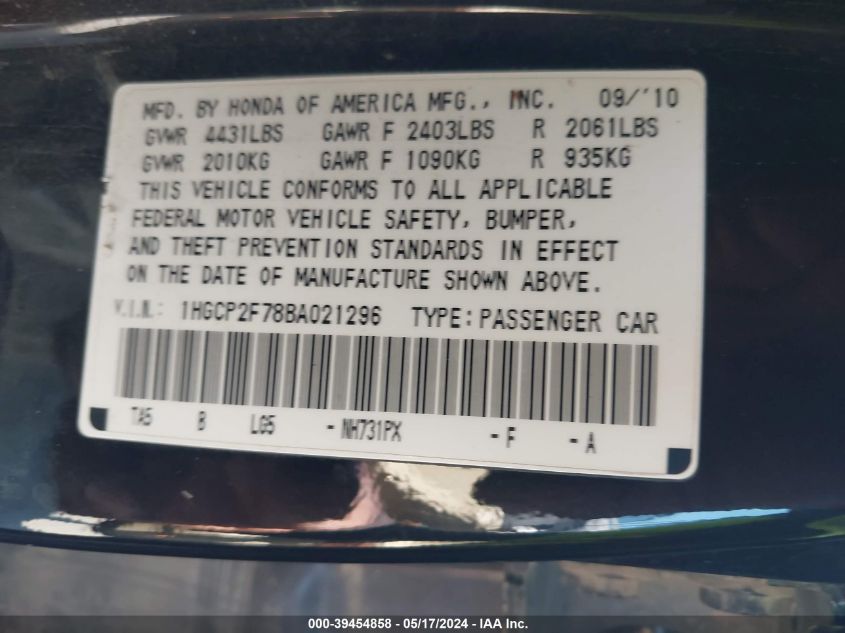 MFD. BY HONDA OF AMERICA MFG., INC. 09/'10
GVWR 4431LBS GAWR F 2403LBS R 2061LBS
GVWR 2010KG GAWR F 1090KG R 935KG
THIS VEHICLE CONFORMS TO ALL APPLICABLE
FEDERAL MOTOR VEHICLE SAFETY, BUMPER,
AND THEFT PREVENTION STANDARDS IN EFFECT
ON THE DATE OF MANUFACTURE SHOWN ABOVE.
V.I.N.: 1HGCP2F78BA021296 TYPE:PASSENGER CAR
TA5 B LG5 -NH731PX -F -A
000-39454858 - 05/17/2024 - IAA Inc.